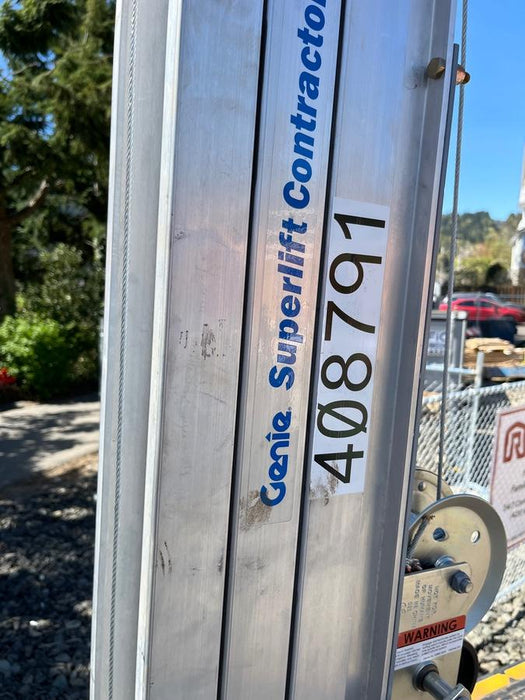 Genie Superlift Contractor
408791
WARNING